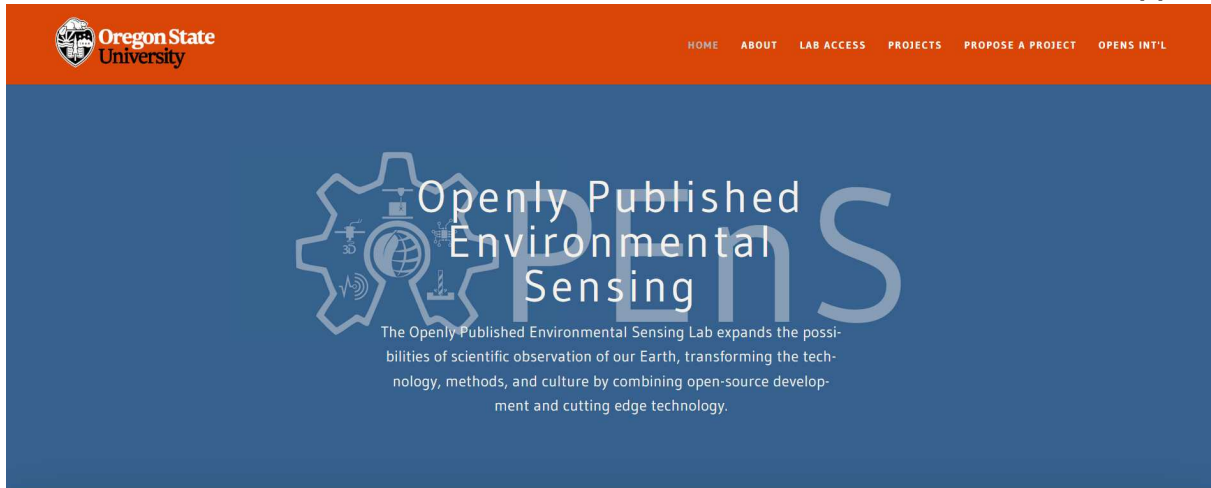 Oregon State
University
HOME ABOUT LAB ACCESS PROJECTS PROPOSE A PROJECT OPENS INT'L
OPEnS
3D
Openly Published
Environmental
Sensing
The Openly Published Environmental Sensing Lab expands the possi-
bilities of scientific observation of our Earth, transforming the tech-
nology, methods, and culture by combining open-source develop-
ment and cutting edge technology.